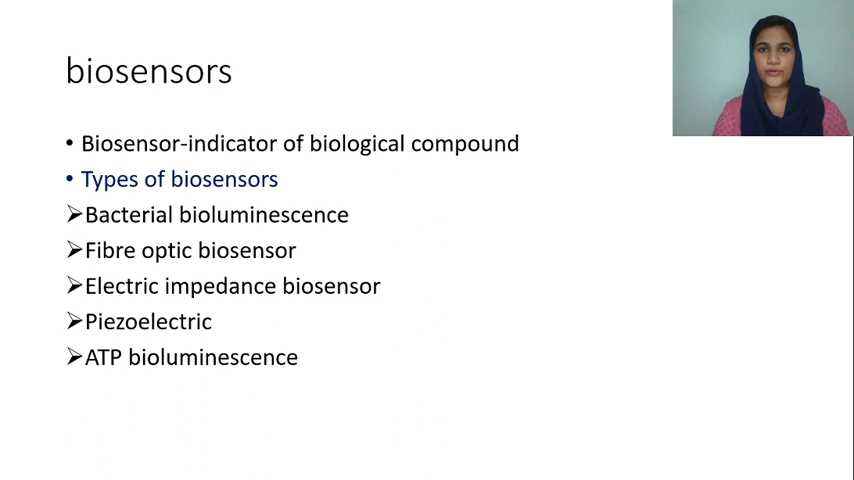 biosensors
• Biosensor-indicator of biological compound
• Types of biosensors
➢Bacterial bioluminescence
➢Fibre optic biosensor
➢Electric impedance biosensor
➢Piezoelectric
➢ATP bioluminescence